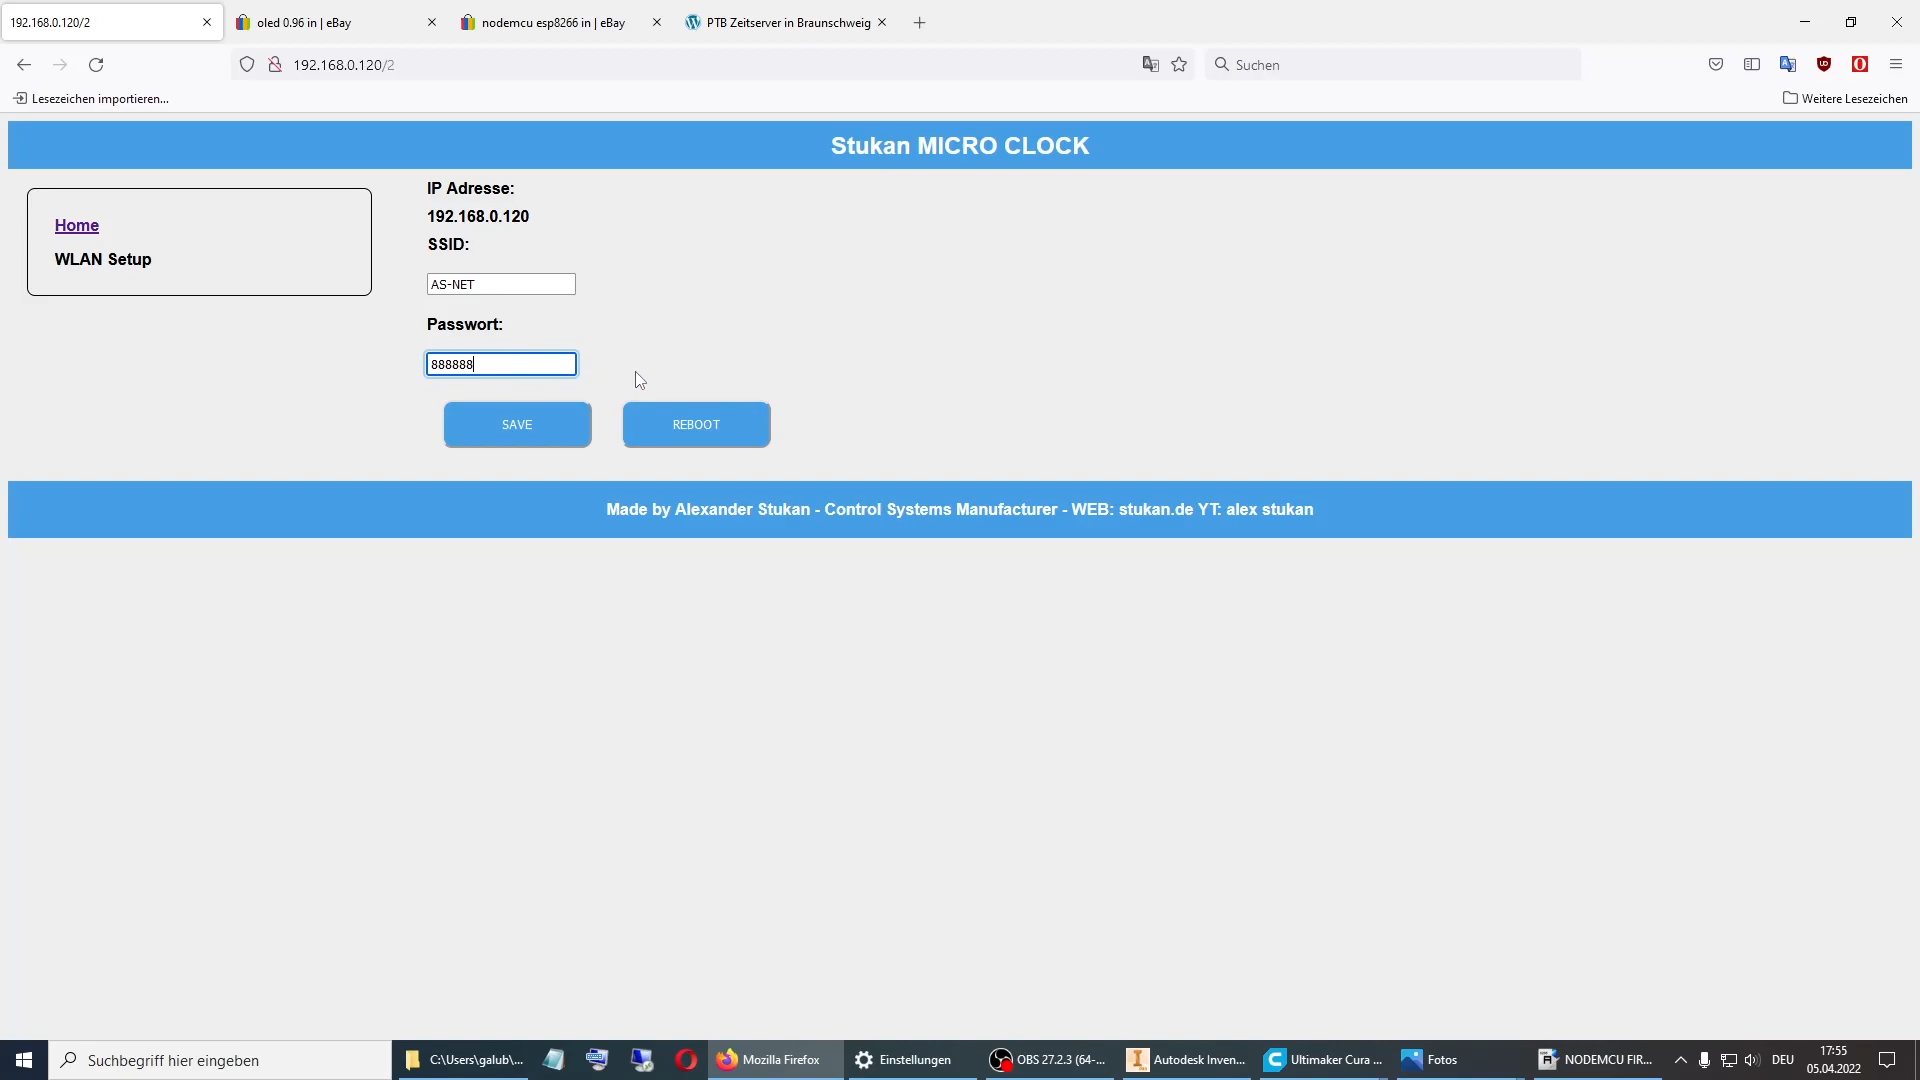 192.168.0.120/2
oled 0.96 in | eBay
nodemcu esp8266 in | eBay
PTB Zeitserver in Braunschweig
192.168.0.120/2
Suchen
Lesezeichen importieren...
Weitere Lesezeichen
Stukan MICRO CLOCK
Home
WLAN Setup
IP Adresse:
192.168.0.120
SSID:
AS-NET
Passwort:
888888
SAVE
REBOOT
Made by Alexander Stukan - Control Systems Manufacturer - WEB: stukan.de YT: alex stukan
Suchbegriff hier eingeben
C:\Users\galub\...
Mozilla Firefox
Einstellungen
OBS 27.2.3 (64-...
Autodesk Inven...
Ultimaker Cura ...
Fotos
NODEMCU FIR...
DEU
17:55
05.04.2022